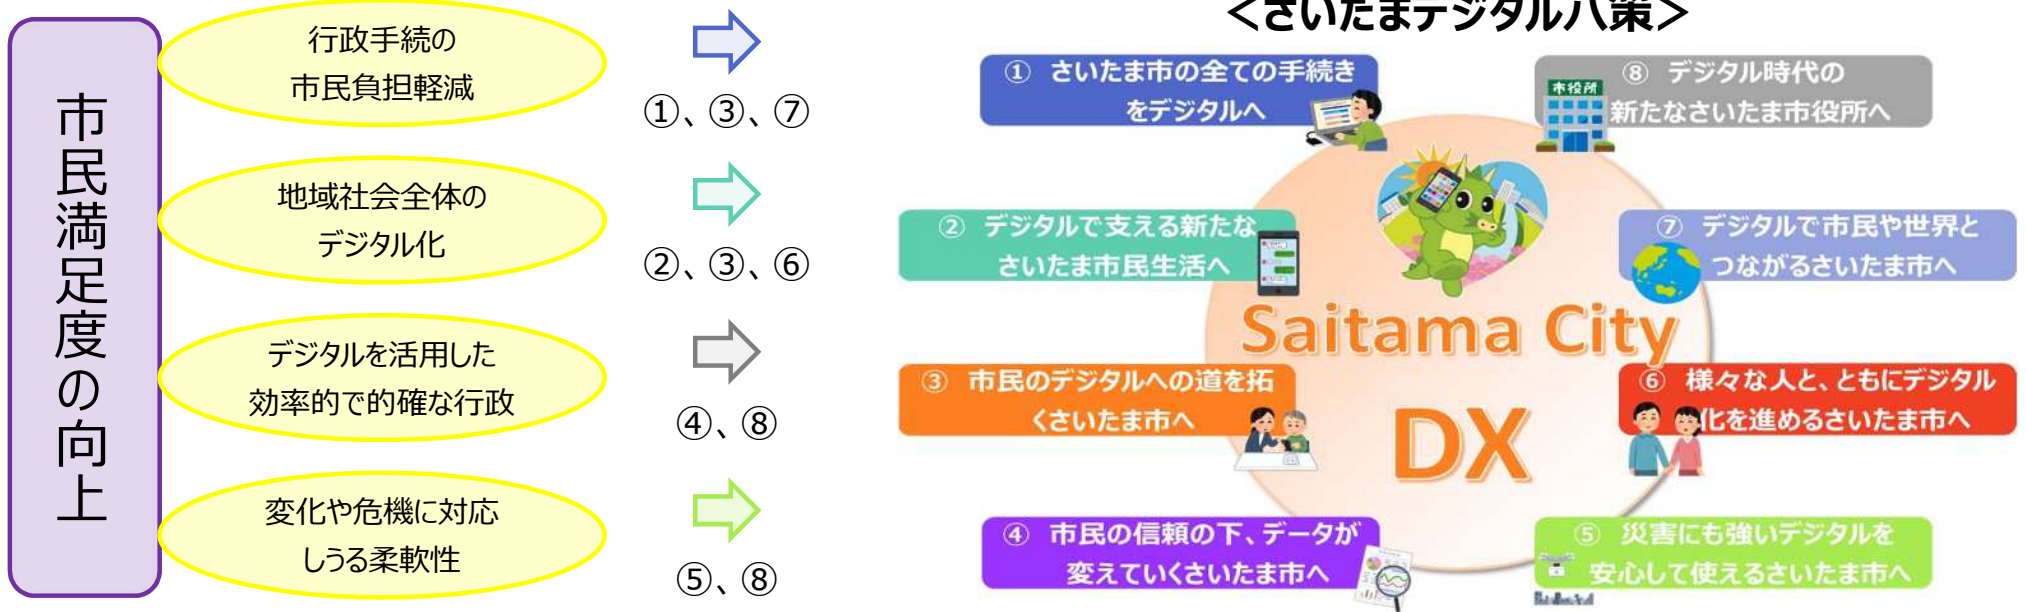 市民満足度の向上
行政手続の
市民負担軽減
①、③、⑦
地域社会全体の
デジタル化
②、③、⑥
デジタルを活用した
効率的で的確な行政
④、⑧
変化や危機に対応
しうる柔軟性
⑤、⑧
<さいたまデジタル八策>
① さいたま市の全ての手続き
をデジタルへ
⑧ デジタル時代の
新たなさいたま市役所へ
市役所
② デジタルで支える新たな
さいたま市民生活へ
⑦ デジタルで市民や世界と
つながるさいたま市へ
Saitama City
DX
③ 市民のデジタルへの道を拓
くさいたま市へ
⑥ 様々な人と、ともにデジタル
化を進めるさいたま市へ
④ 市民の信頼の下、データが
変えていくさいたま市へ
⑤ 災害にも強いデジタルを
安心して使えるさいたま市へ